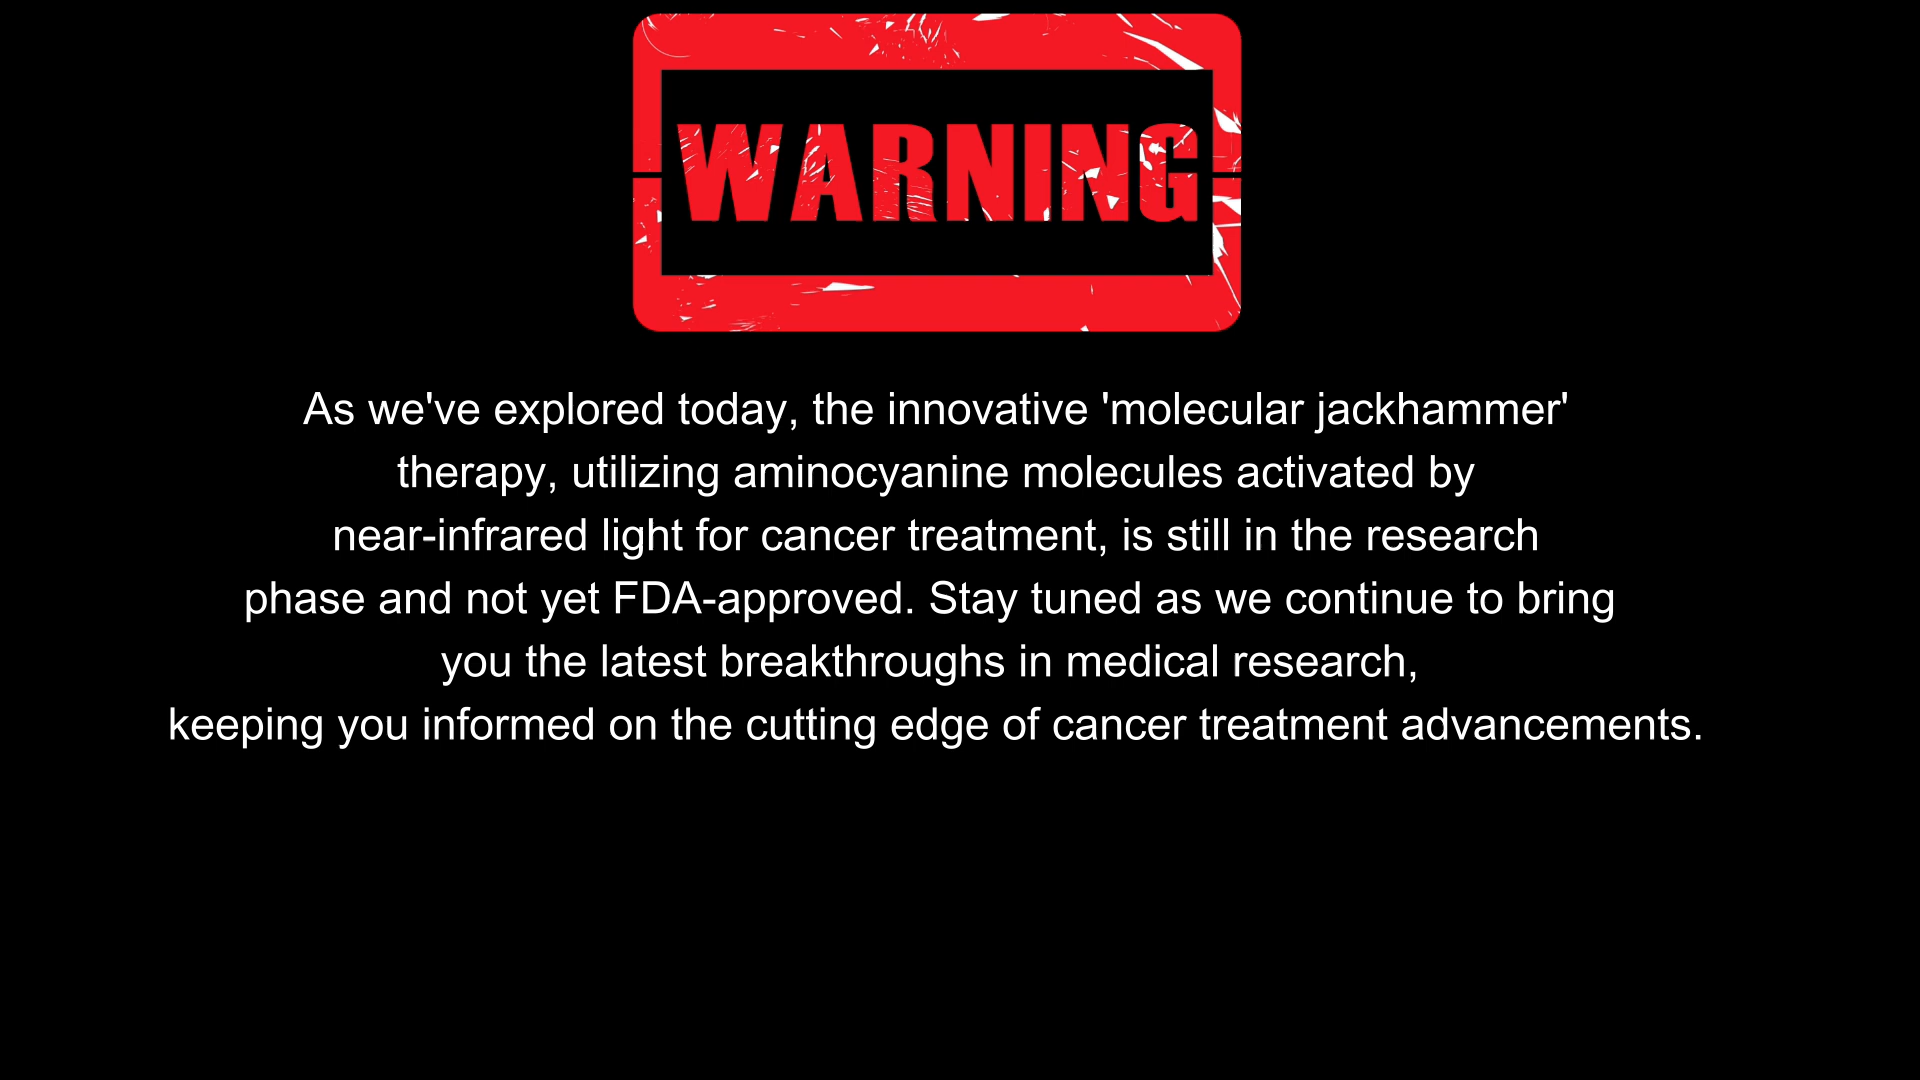 WARNING
As we've explored today, the innovative 'molecular jackhammer'
therapy, utilizing aminocyanine molecules activated by
near-infrared light for cancer treatment, is still in the research
phase and not yet FDA-approved. Stay tuned as we continue to bring
you the latest breakthroughs in medical research,
keeping you informed on the cutting edge of cancer treatment advancements.